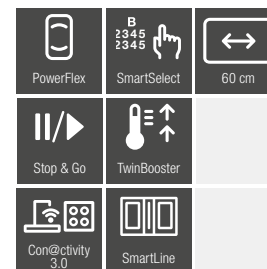 B
2345
2345
PowerFlex
SmartSelect
60 cm
Stop & Go
TwinBooster
Con@ctivity
3.0
SmartLine